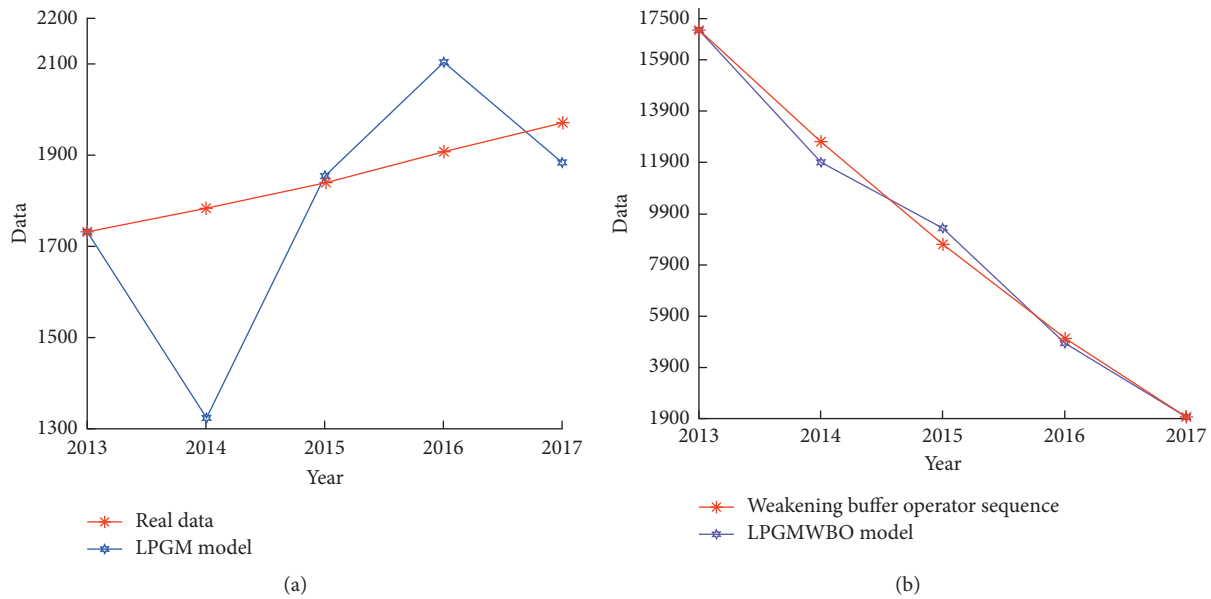 2200
2100
1900
1700
1500
1300
Data
2013
2014
2015
2016
2017
Year
Real data
LPGM model
(a)
17500
15900
13900
11900
9900
7900
5900
3900
1900
Data
2013
2014
2015
2016
2017
Year
Weakening buffer operator sequence
LPGMWBO model
(b)